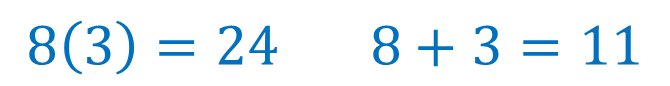 8(3) = 24 8 + 3 = 11